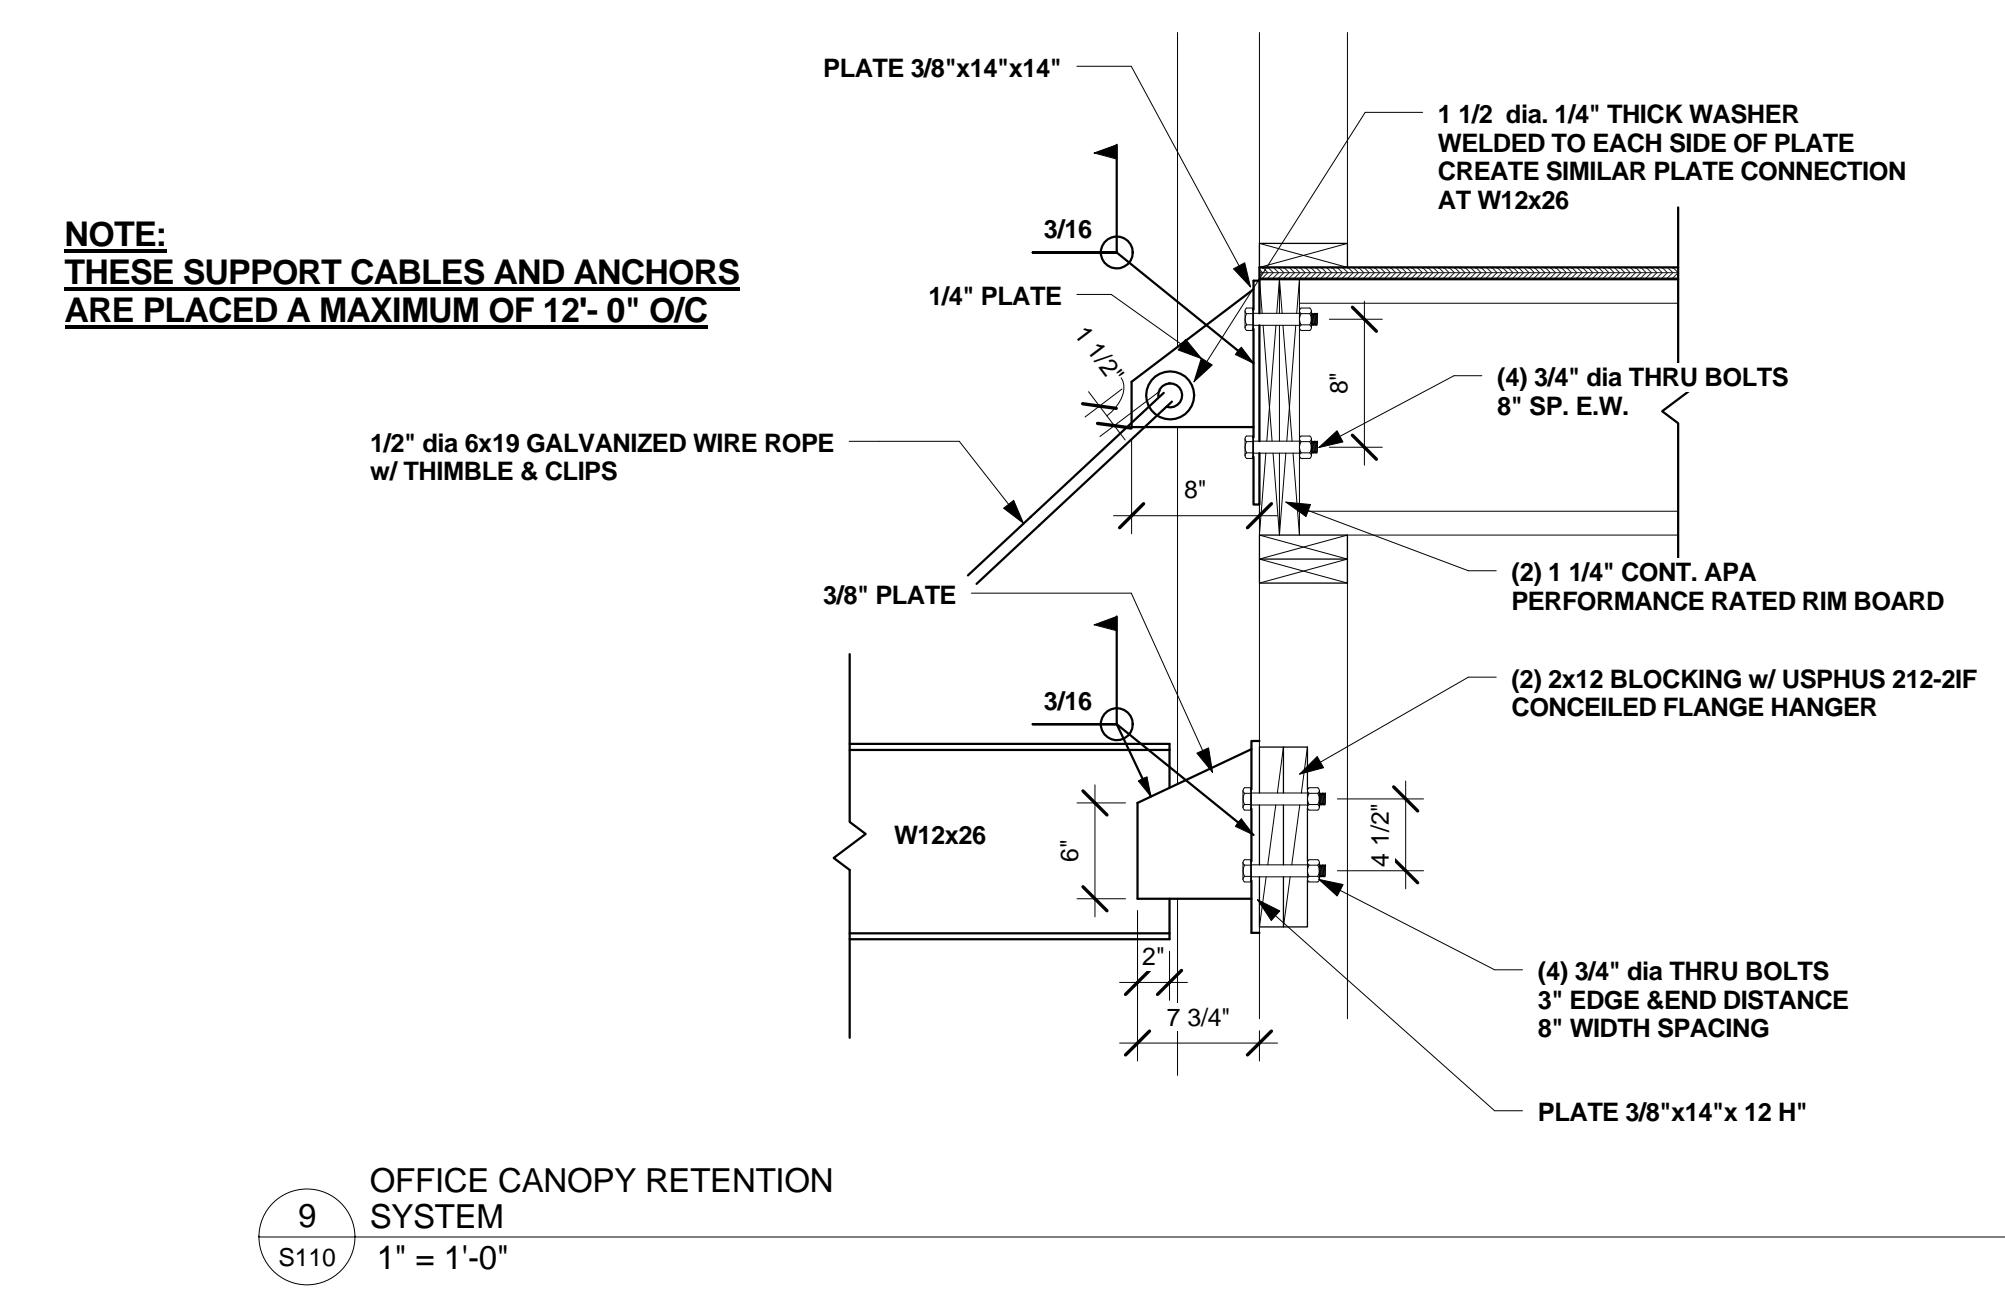 PLATE 3/8"x14"x14"
1 1/2  dia. 1/4" THICK WASHER
WELDED TO EACH SIDE OF PLATE
CREATE SIMILAR PLATE CONNECTION
AT W12x26
3/16
NOTE:
THESE SUPPORT CABLES AND ANCHORS
ARE PLACED A MAXIMUM OF 12'- 0" O/C
1/4" PLATE
1 1/2"
8"
(4) 3/4" dia THRU BOLTS
8" SP. E.W.
1/2" dia 6x19 GALVANIZED WIRE ROPE
w/ THIMBLE & CLIPS
8"
(2) 1 1/4" CONT. APA
PERFORMANCE RATED RIM BOARD
3/8" PLATE
(2) 2x12 BLOCKING w/ USPHUS 212-2IF
CONCEILED FLANGE HANGER
3/16
W12x26
6"
4 1/2"
2"
7 3/4"
(4) 3/4" dia THRU BOLTS
3" EDGE &END DISTANCE
8" WIDTH SPACING
PLATE 3/8"x14"x 12 H"
OFFICE CANOPY RETENTION
SYSTEM
9
S110
1" = 1'-0"